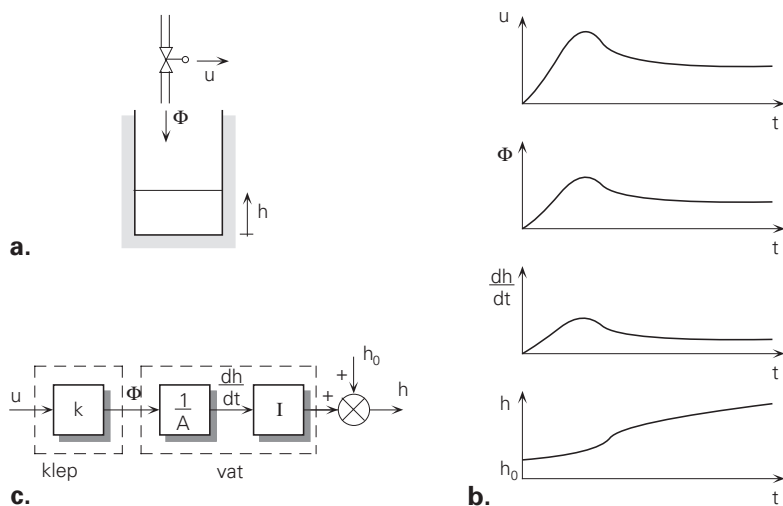 u
Φ
h
a.
u
k
Φ
1
A
dh
dt
I
+
+
h0
h
klep
vat
c.
u
t
Φ
t
dh
dt
t
h
h0
t
b.